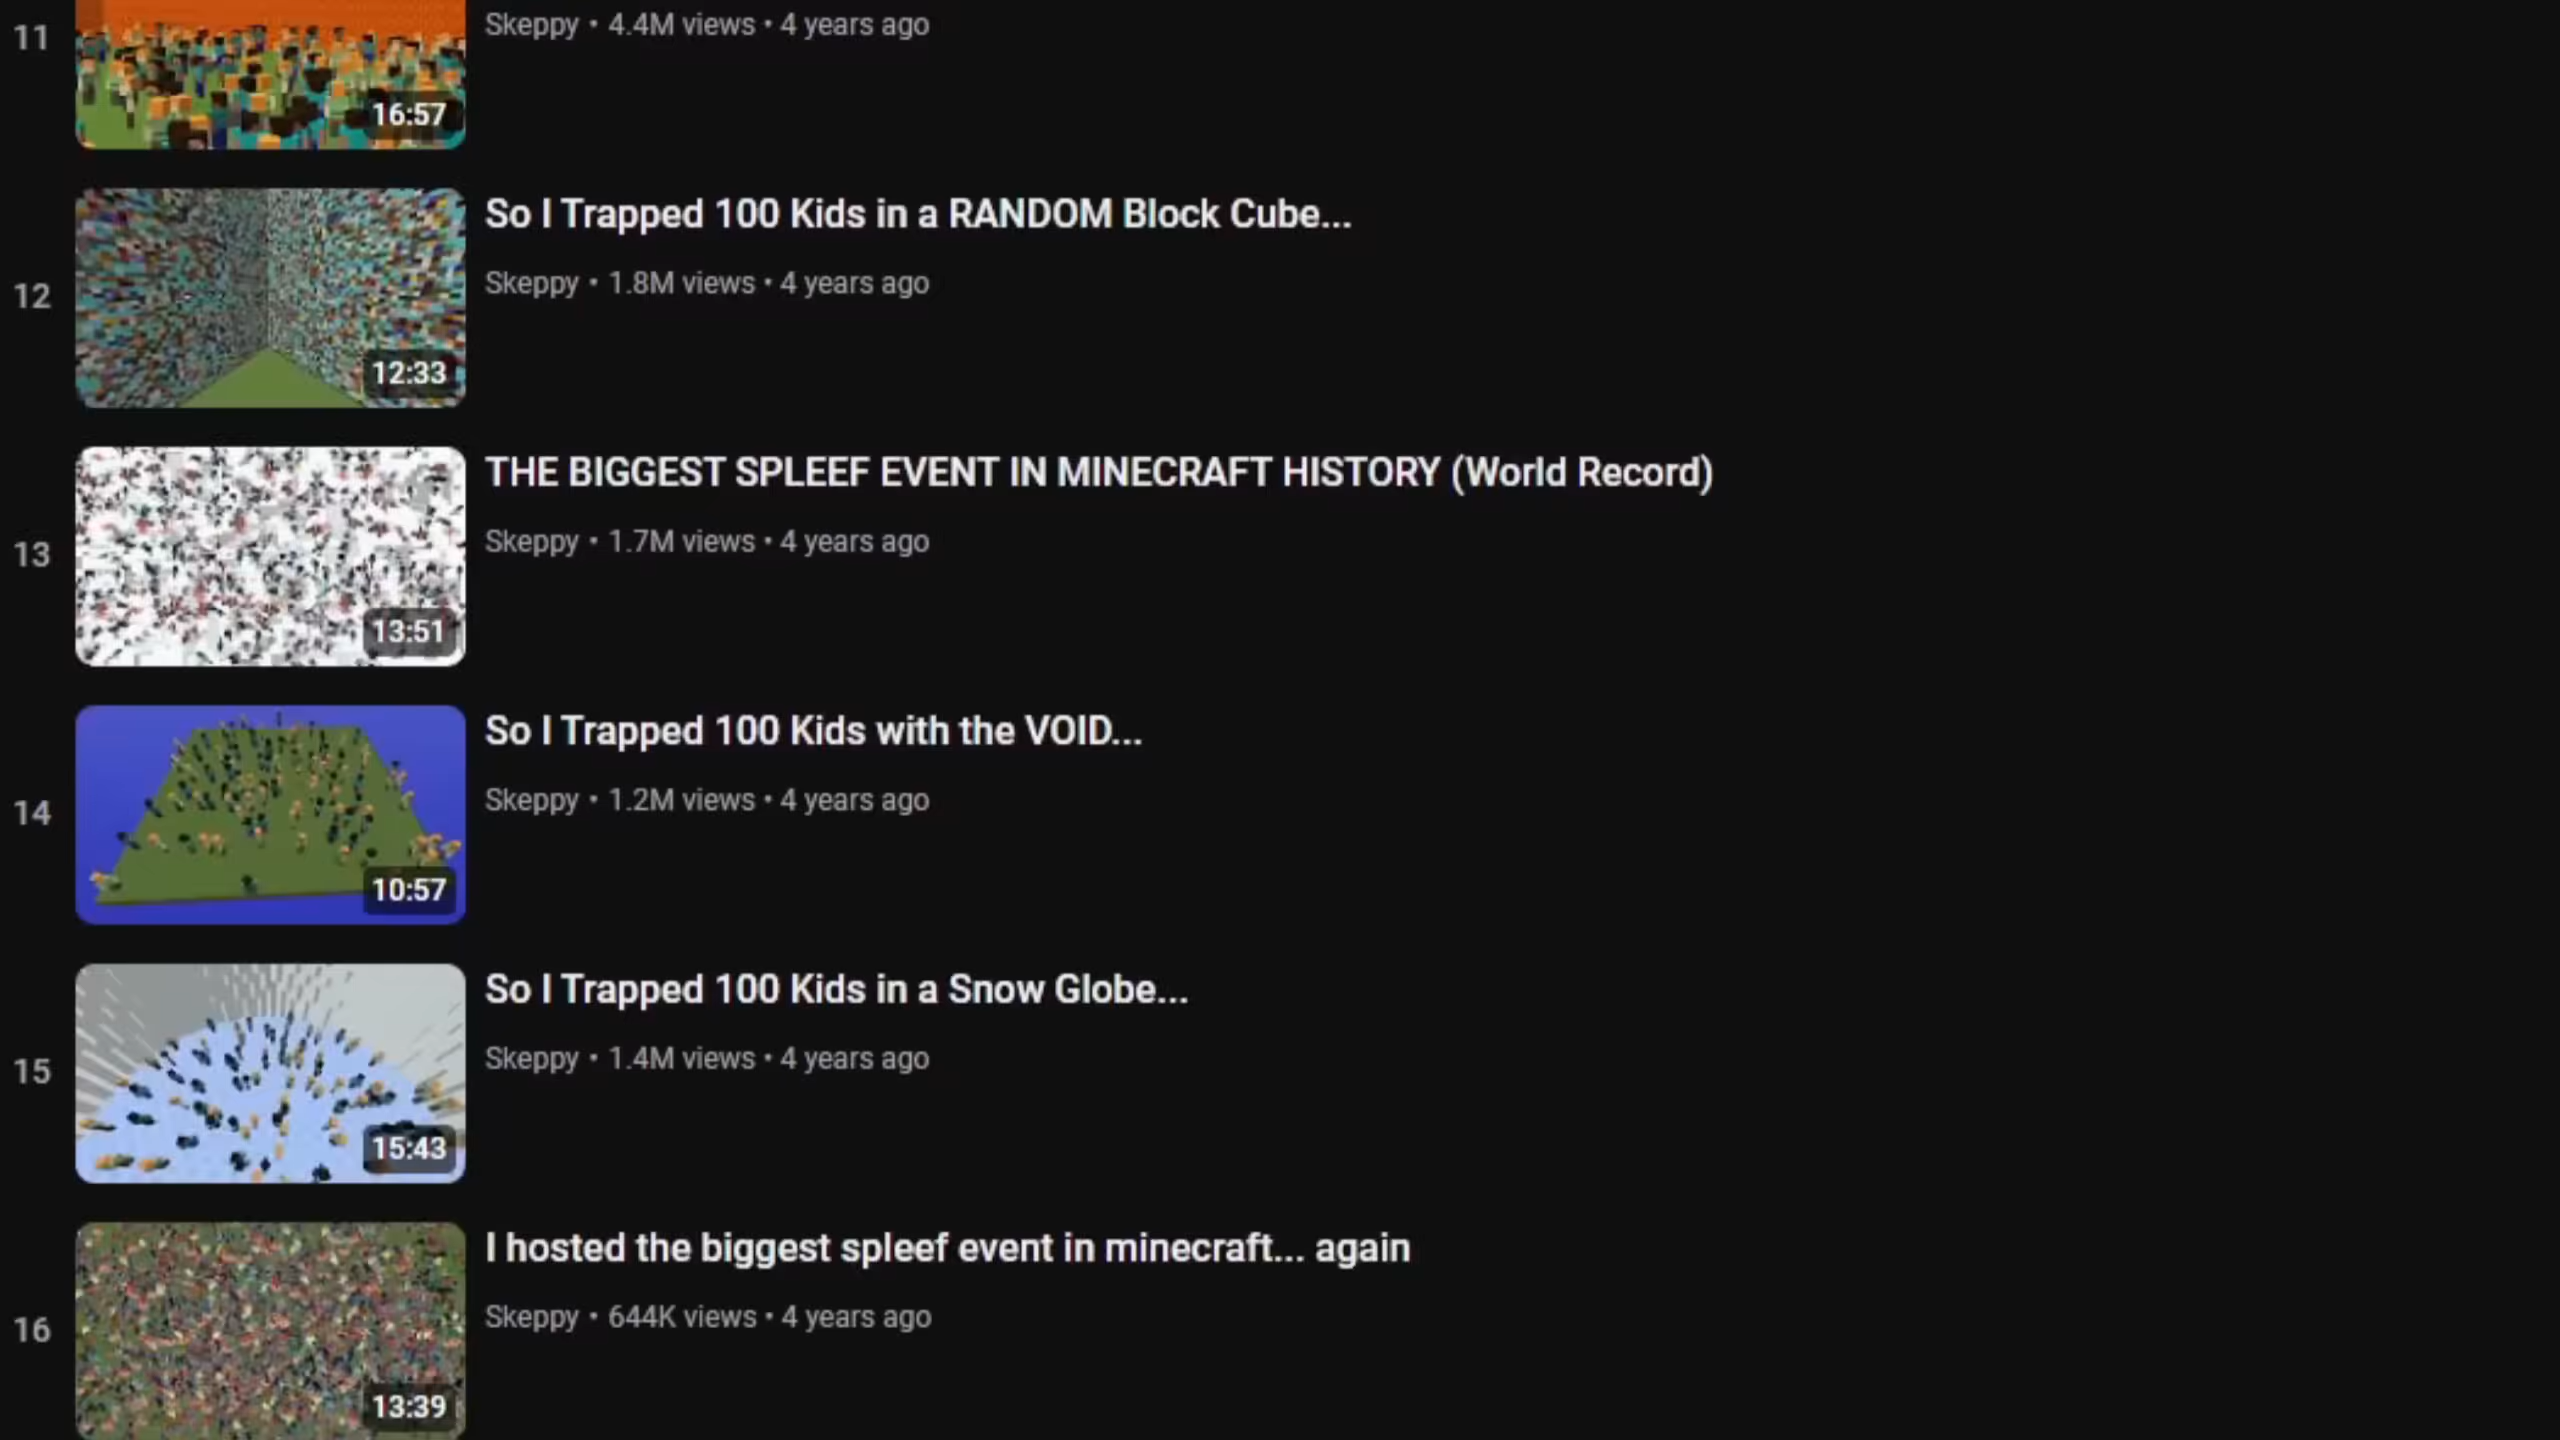 11
Skeppy • 4.4M views • 4 years ago
16:57
So I Trapped 100 Kids in a RANDOM Block Cube...
12
Skeppy • 1.8M views • 4 years ago
12:33
THE BIGGEST SPLEEF EVENT IN MINECRAFT HISTORY (World Record)
13
Skeppy • 1.7M views • 4 years ago
13:51
So I Trapped 100 Kids with the VOID...
14
Skeppy • 1.2M views • 4 years ago
10:57
So I Trapped 100 Kids in a Snow Globe...
15
Skeppy • 1.4M views • 4 years ago
15:43
I hosted the biggest spleef event in minecraft... again
16
Skeppy • 644K views • 4 years ago
13:39